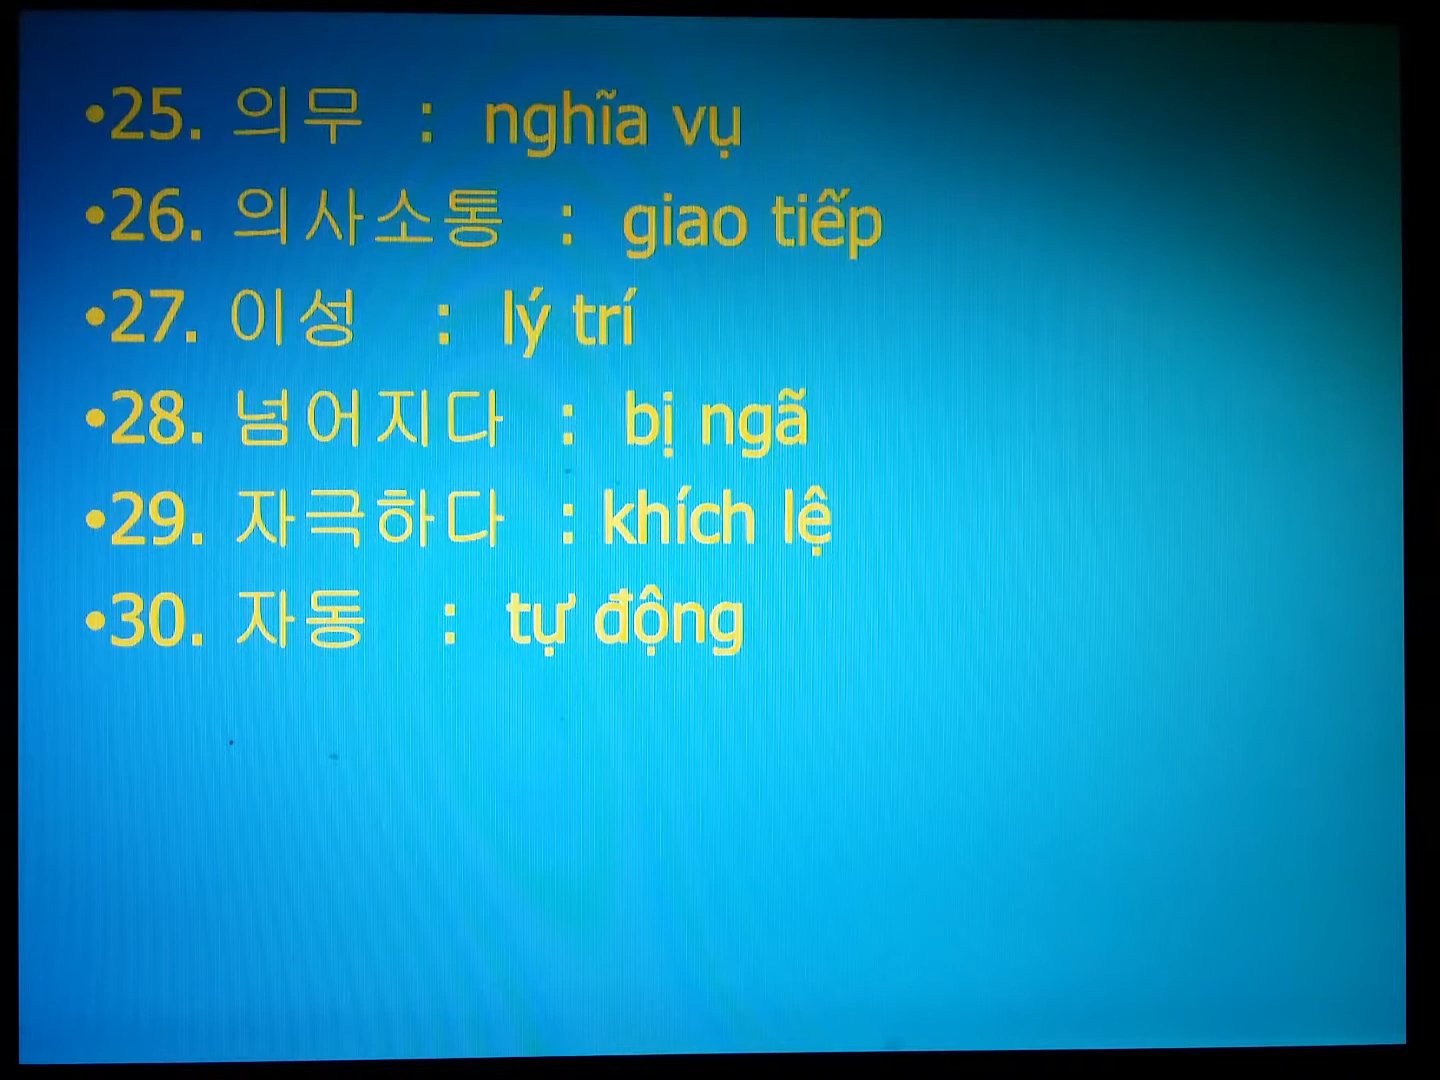 •25. 의무 : nghĩa vụ
•26. 의사소통 : giao tiễp
•27. 이성 : lý trí
•28. 넘어지다 : bị ngã
•29. 자극하다 : khích lệ
•30. 자동 : tự động